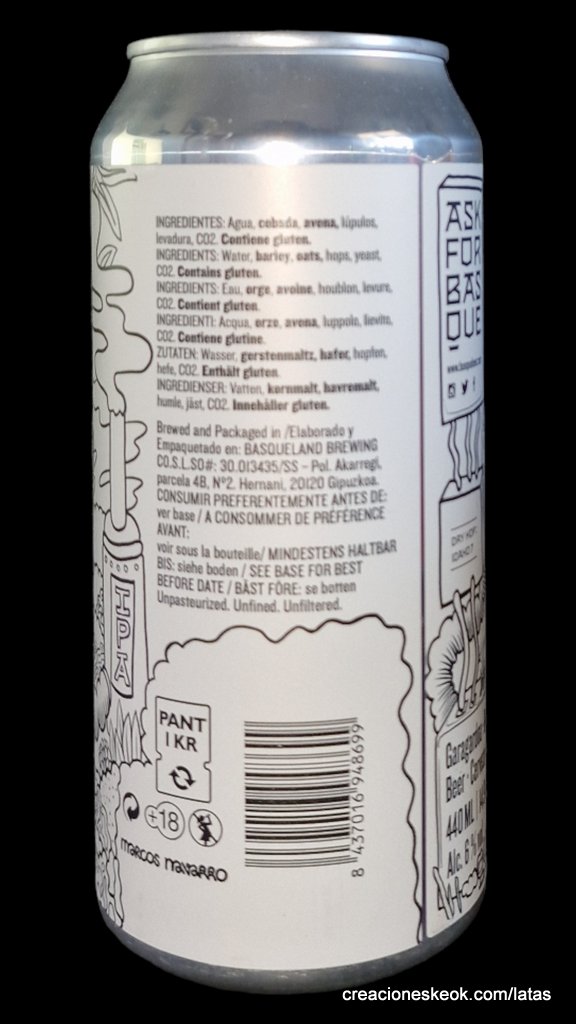 INGREDIENTES: Agua, cebada, avena, lúpulos,
levadura, CO2. Contiene gluten.
INGREDIENTS: Water, barley, oats, hops, yeast,
CO2. Contains gluten.
INGREDIENTS: Eau, orge, avoine, houblon, levure,
CO2. Contient gluten.
INGREDIENTI: Acqua, orzo, avena, luppolo, lievito,
CO2. Contiene glutine.
ZUTATEN: Wasser, gerstenmaltz, hafer, hopfen,
hefe, CO2. Enthält gluten.
INGREDIENSER: Vatten, kornmalt, havremalt,
humle, jäst, CO2. Innehåller gluten.
Brewed and Packaged in /Elaborado y
Empaquetado en: BASQUELAND BREWING
CO.S.L.SO#: 30.013435/SS - Pol. Akarregi,
parcela 4B, Nº2. Hernani, 20120 Gipuzkoa.
CONSUMIR PREFERENTEMENTE ANTES DE:
ver base / A CONSOMMER DE PRÉFÉRENCE
AVANT:
voir sous la bouteille/ MINDESTENS HALTBAR
BIS: siehe boden / SEE BASE FOR BEST
BEFORE DATE / BÄST FÖRE: se botten
Unpasteurized. Unfined. Unfiltered.
IPA
PANT
1 KR
+18
MARCOS NAVARRO
8 437016 948699
ASK
FOR
BAS
QUE
DRY HOP:
IDAHO 7
Beer
440 ML
Alc. 6 %
creacioneskeok.com/latas